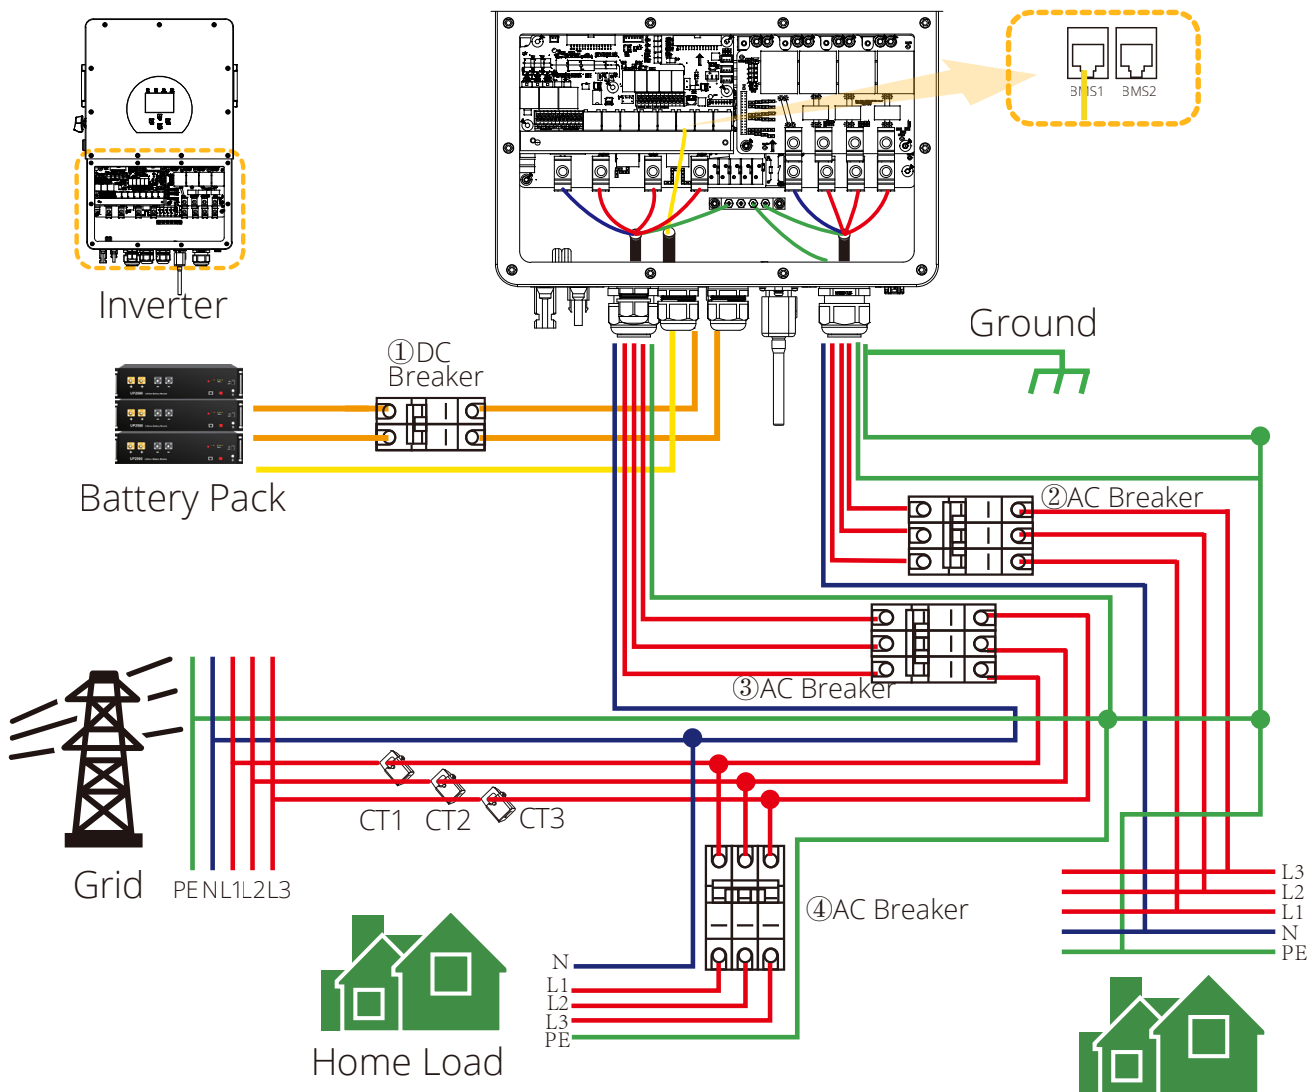 BMS1 BMS2
Inverter
①DC
Breaker
Ground
Battery Pack
②AC Breaker
③AC Breaker
CT1 CT2 CT3
Grid
PE N L1 L2 L3
④AC Breaker
L3
L2
L1
N
PE
N
L1
L2
L3
PE
Home Load